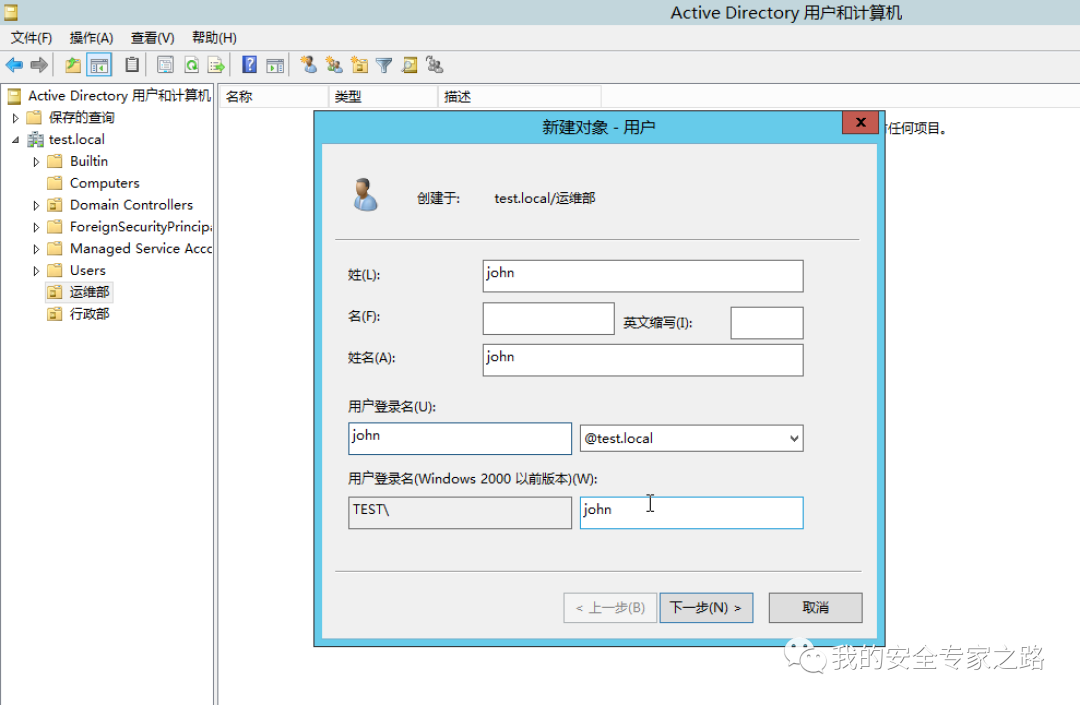 Active Directory 用户和计算机
文件(F) 操作(A) 查看(V) 帮助(H)
Active Directory 用户和计算机
保存的查询
test.local
Builtin
Computers
Domain Controllers
ForeignSecurityPrincipa
Managed Service Acco
Users
运维部
行政部
名称 类型 描述
任何项目。
新建对象 - 用户
x
创建于: test.local/运维部
姓(L): john
名(F): 英文缩写(I):
姓名(A): john
用户登录名(U):
john @test.local
用户登录名(Windows 2000 以前版本)(W):
TEST\ john
< 上一步(B) 下一步(N) > 取消
我的安全专家之路